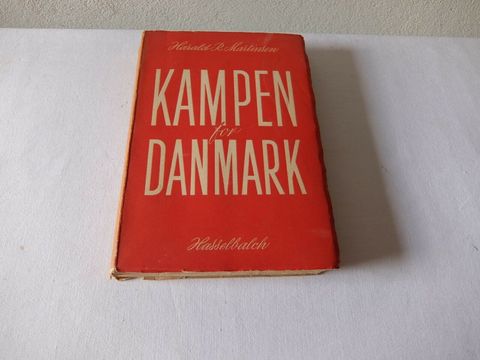 Harald R. Martinsen
KAMPEN
for
DANMARK
Hasselbalch